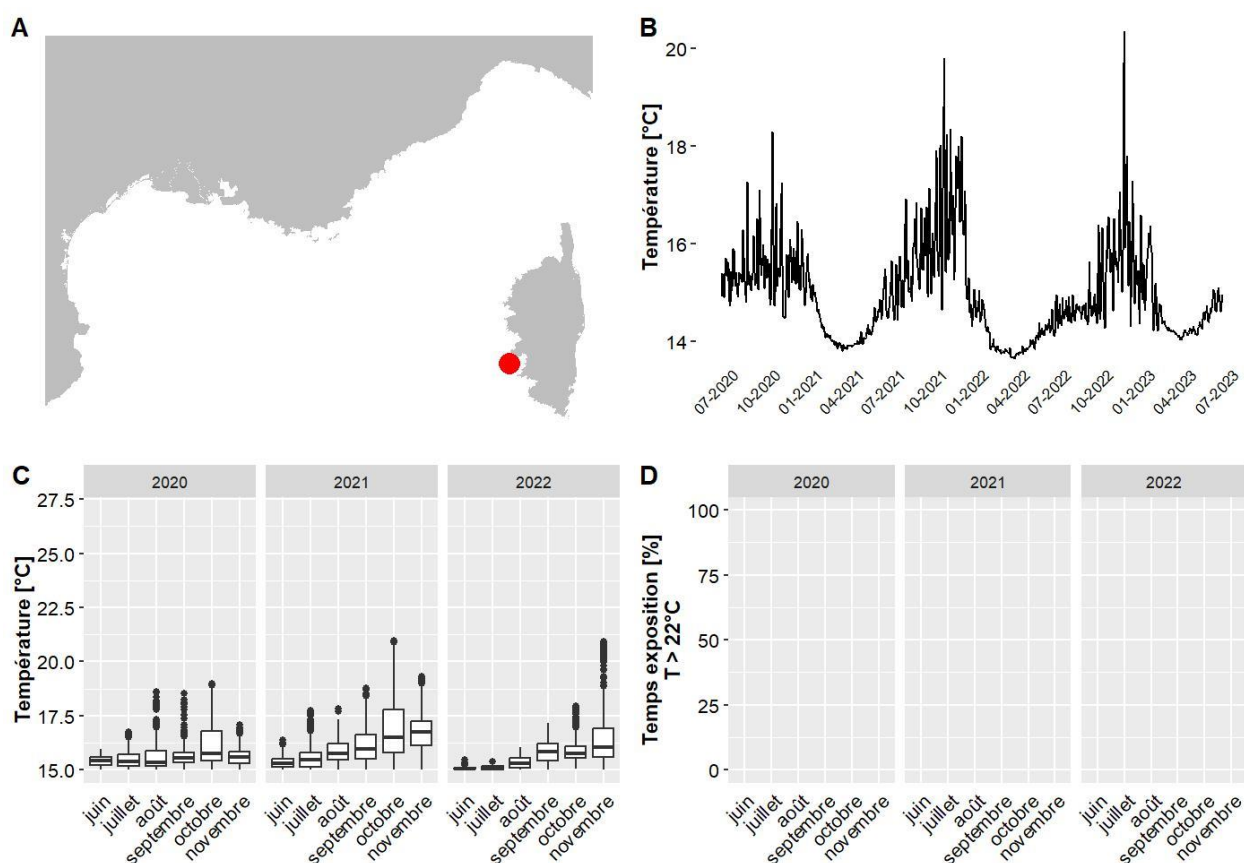 A
B
Température [°C]
20
18
16
14
07-2020
10-2020
01-2021
04-2021
07-2021
10-2021
01-2022
04-2022
07-2022
10-2022
01-2023
04-2023
07-2023
C
2020
2021
2022
Température [°C]
27.5
25.0
22.5
20.0
17.5
15.0
juin
juillet
août
septembre
octobre
novembre
juin
juillet
août
septembre
octobre
novembre
juin
juillet
août
septembre
octobre
novembre
D
2020
2021
2022
Temps exposition [%]
T > 22°C
100
75
50
25
0
juin
juillet
août
septembre
octobre
novembre
juin
juillet
août
septembre
octobre
novembre
juin
juillet
août
septembre
octobre
novembre